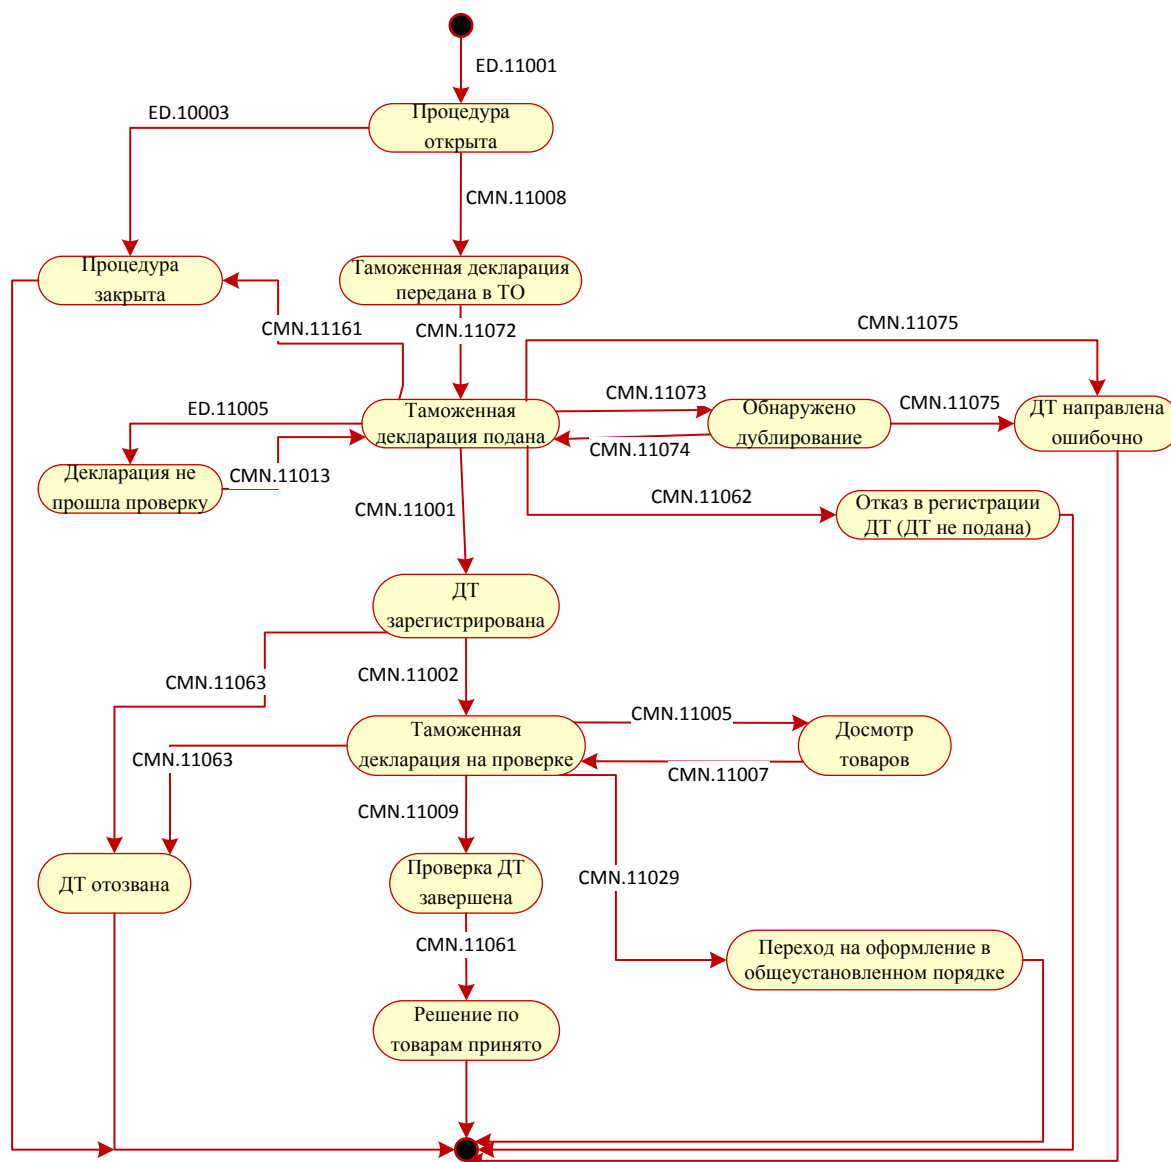 ED.11001
ED.10003
Процедура
открыта
CMN.11008
Процедура
закрыта
Таможенная декларация
передана в ТО
CMN.11161
CMN.11072
CMN.11075
ED.11005
Таможенная
декларация подана
CMN.11073
CMN.11074
Обнаружено
дублирование
CMN.11075
ДТ направлена
ошибочно
Декларация не
прошла проверку
CMN.11013
CMN.11001
CMN.11062
Отказ в регистрации
ДТ (ДТ не подана)
ДТ
зарегистрирована
CMN.11063
CMN.11002
Таможенная
декларация на проверке
CMN.11005
CMN.11007
Досмотр
товаров
CMN.11063
CMN.11009
ДТ отозвана
Проверка ДТ
завершена
CMN.11029
CMN.11061
Переход на оформление в
общеустановленном порядке
Решение по
товарам принято